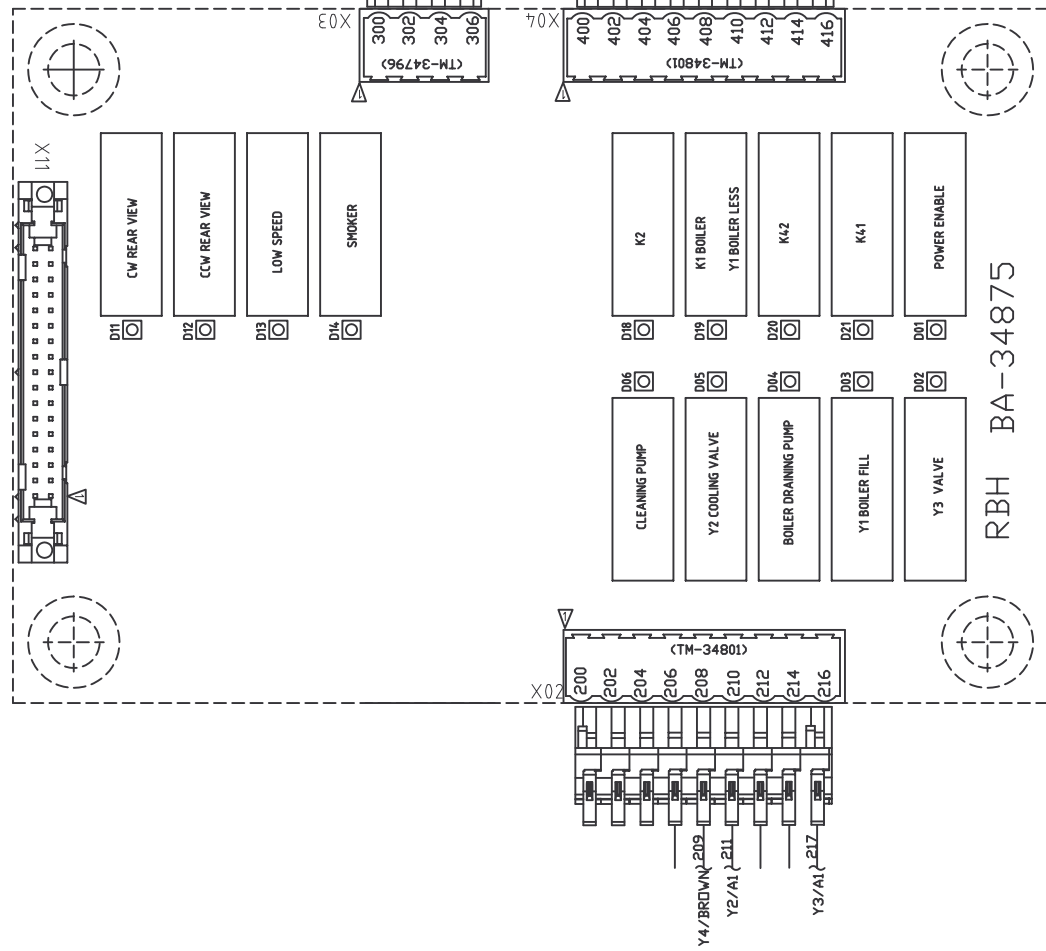 X03
300
302
304
306
(TM-34796)
1
X04
400
402
404
406
408
410
412
414
416
(TM-34801)
1
X11
1
CW REAR VIEW
CCW REAR VIEW
LOW SPEED
SMOKER
D11
D12
D13
D14
K2
K1 BOILER
Y1 BOILER LESS
K42
K41
POWER ENABLE
D18
D19
D20
D21
D01
D06
D05
D04
D03
D02
CLEANING PUMP
Y2 COOLING VALVE
BOILER DRAINING PUMP
Y1 BOILER FILL
Y3 VALVE
RBH BA-34875
1
(TM-34801)
X02
200
202
204
206
208
210
212
214
216
Y4/BROWN) 209
Y2/A1) 211
Y3/A1) 217